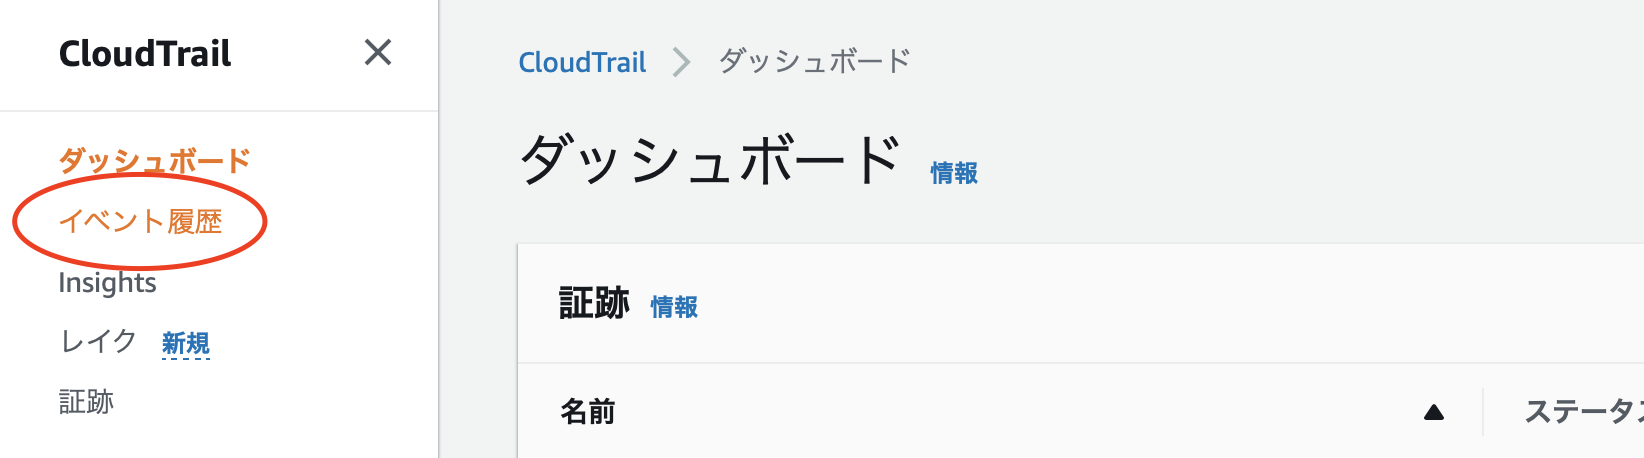 CloudTrail
ダッシュボード
イベント履歴
Insights
レイク 新規
証跡
CloudTrail ダッシュボード
ダッシュボード 情報
証跡 情報
名前 ステータス